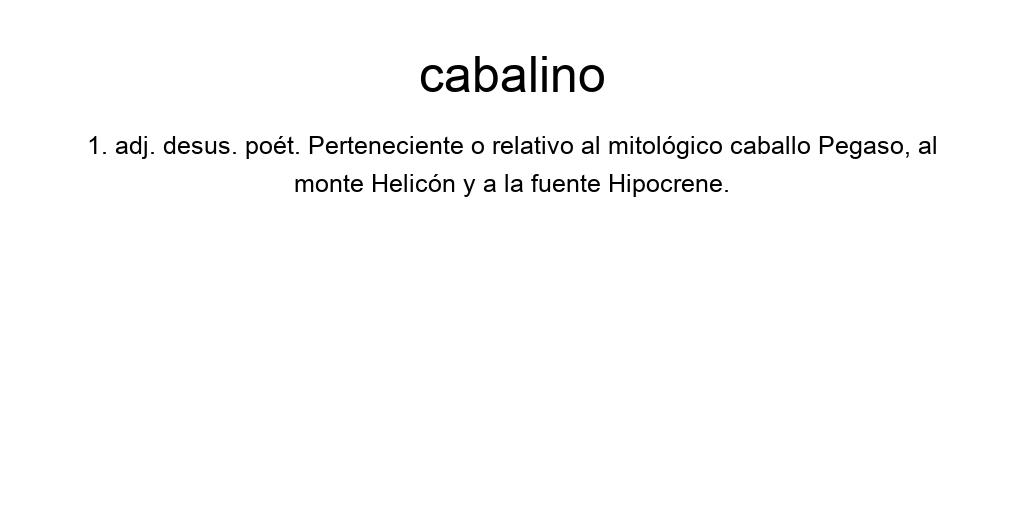 cabalino
1. adj. desus. poét. Perteneciente o relativo al mitológico caballo Pegaso, al
monte Helicón y a la fuente Hipocrene.